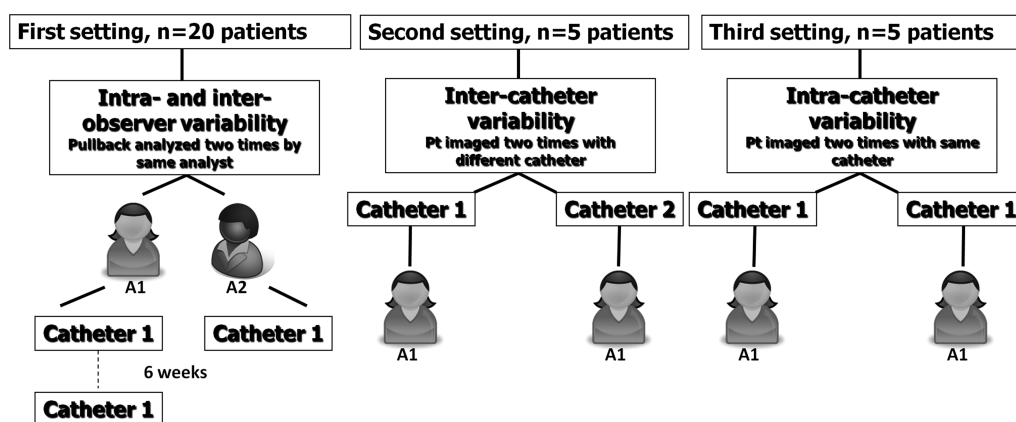 First setting, n=20 patients
Intra- and inter-
observer variability
Pullback analyzed two times by
same analyst
A1
A2
Catheter 1
Catheter 1
6 weeks
Catheter 1
Second setting, n=5 patients
Inter-catheter
variability
Pt imaged two times with
different catheter
Catheter 1
Catheter 2
A1
A1
Third setting, n=5 patients
Intra-catheter
variability
Pt imaged two times with same
catheter
Catheter 1
Catheter 1
A1
A1